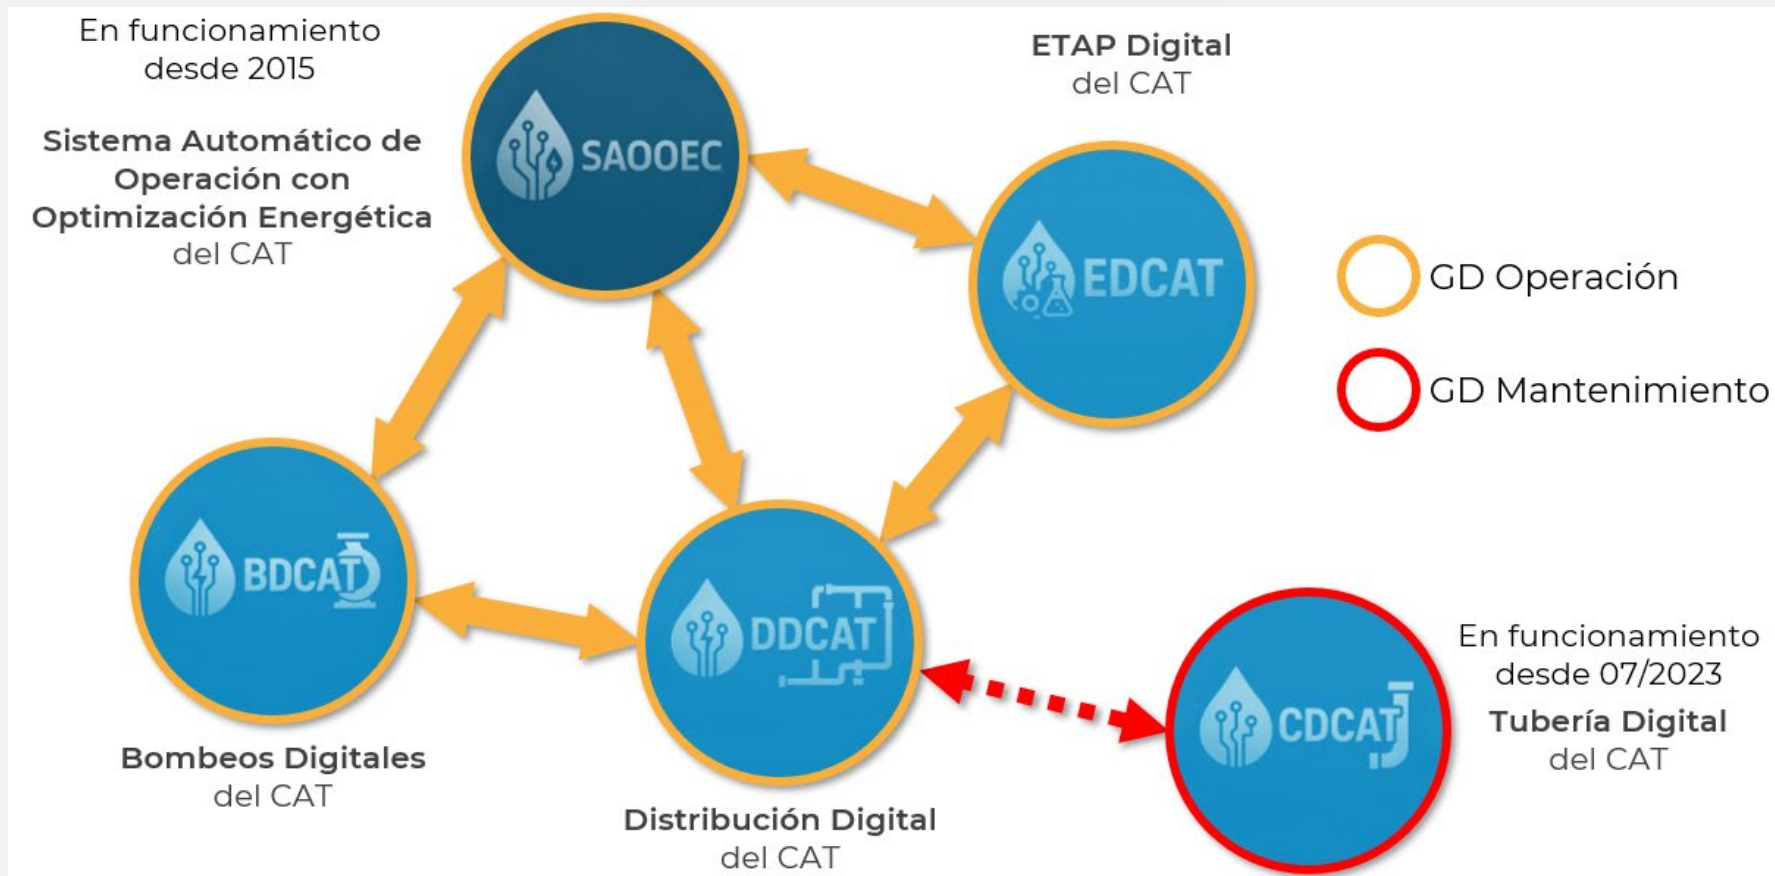 En funcionamiento
desde 2015
Sistema Automático de
Operación con
Optimización Energética
del CAT
SAOOEC
ETAP Digital
del CAT
EDCAT
GD Operación
GD Mantenimiento
BDCAT
Bombeos Digitales
del CAT
DDCAT
Distribución Digital
del CAT
CDCAT
En funcionamiento
desde 07/2023
Tubería Digital
del CAT